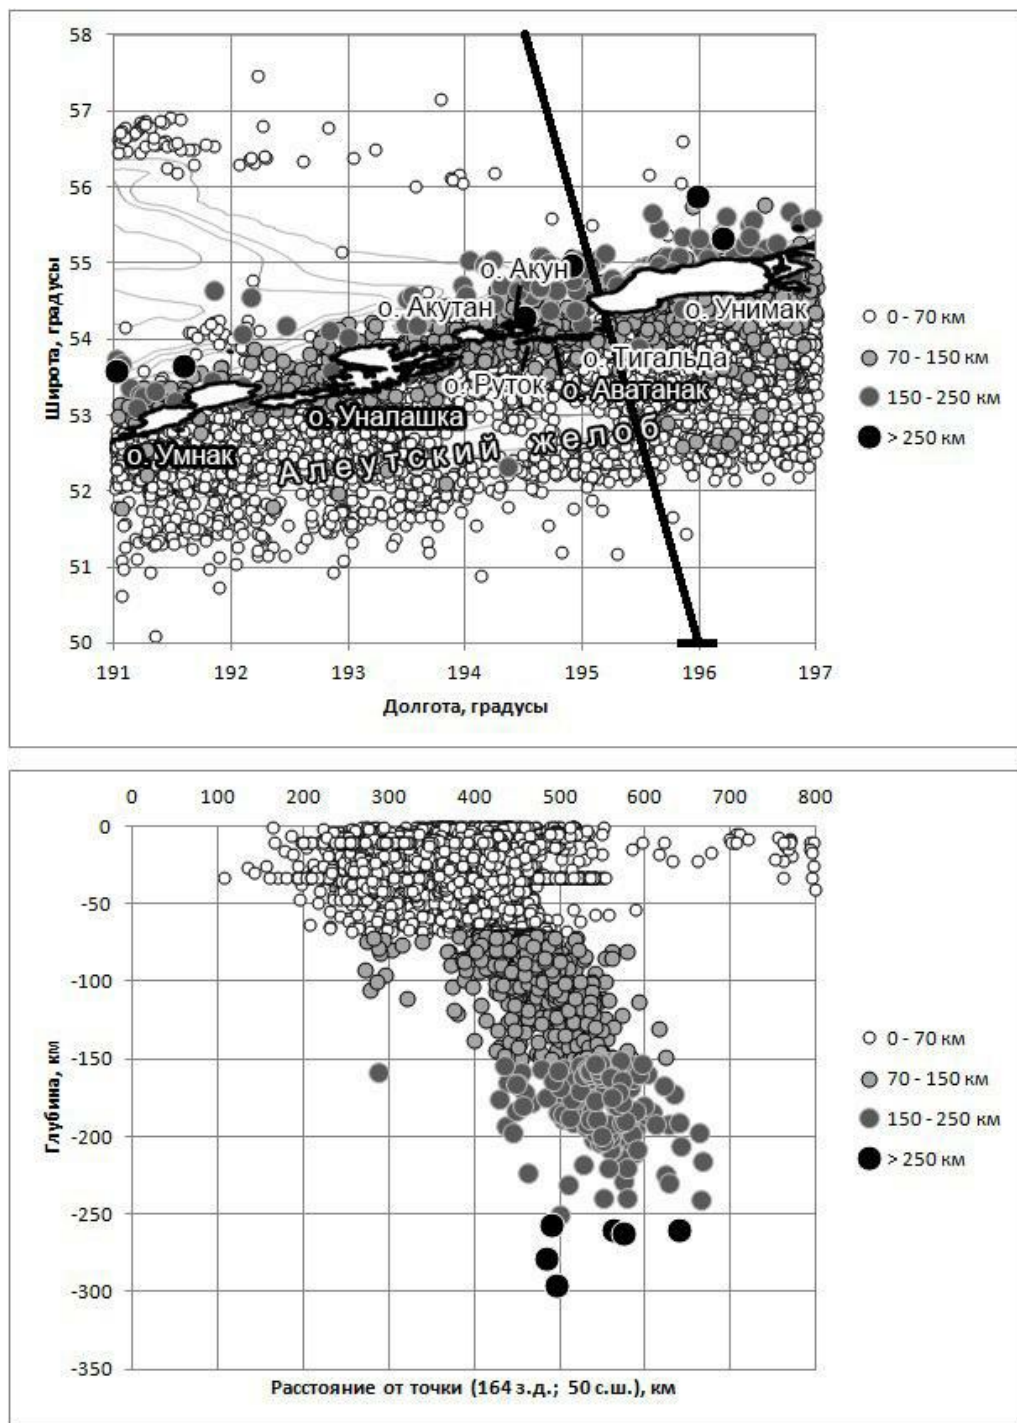 58
57
56
55
54
53
52
51
50
Широта, градусы
о. Акун
о. Акутан
о. Унимак
о. Тигальда
о. Руток
о. Аватанак
о. Уналашка
о. Умнак
Алеутский желоб
191 192 193 194 195 196 197
Долгота, градусы
0 - 70 км
70 - 150 км
150 - 250 км
> 250 км
0 100 200 300 400 500 600 700 800
0
-50
-100
-150
-200
-250
-300
-350
Глубина, км
0 - 70 км
70 - 150 км
150 - 250 км
> 250 км
Расстояние от точки (164 з.д.; 50 с.ш.), км